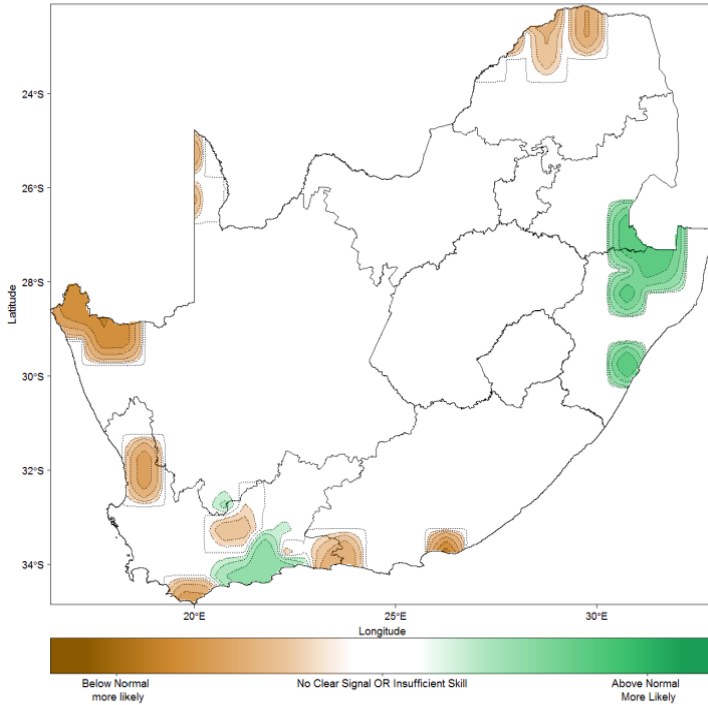 24°S
26°S
28°S
30°S
32°S
34°S
Latitude
20°E
25°E
30°E
Longitude
Below Normal
more likely
No Clear Signal OR Insufficient Skill
Above Normal
More Likely